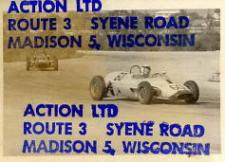 ACTION LTD
ROUTE 3 SYENE ROAD
MADISON 5, WISCONSIN
ACTION LTD
ROUTE 3 SYENE ROAD
MADISON 5, WISCONSIN